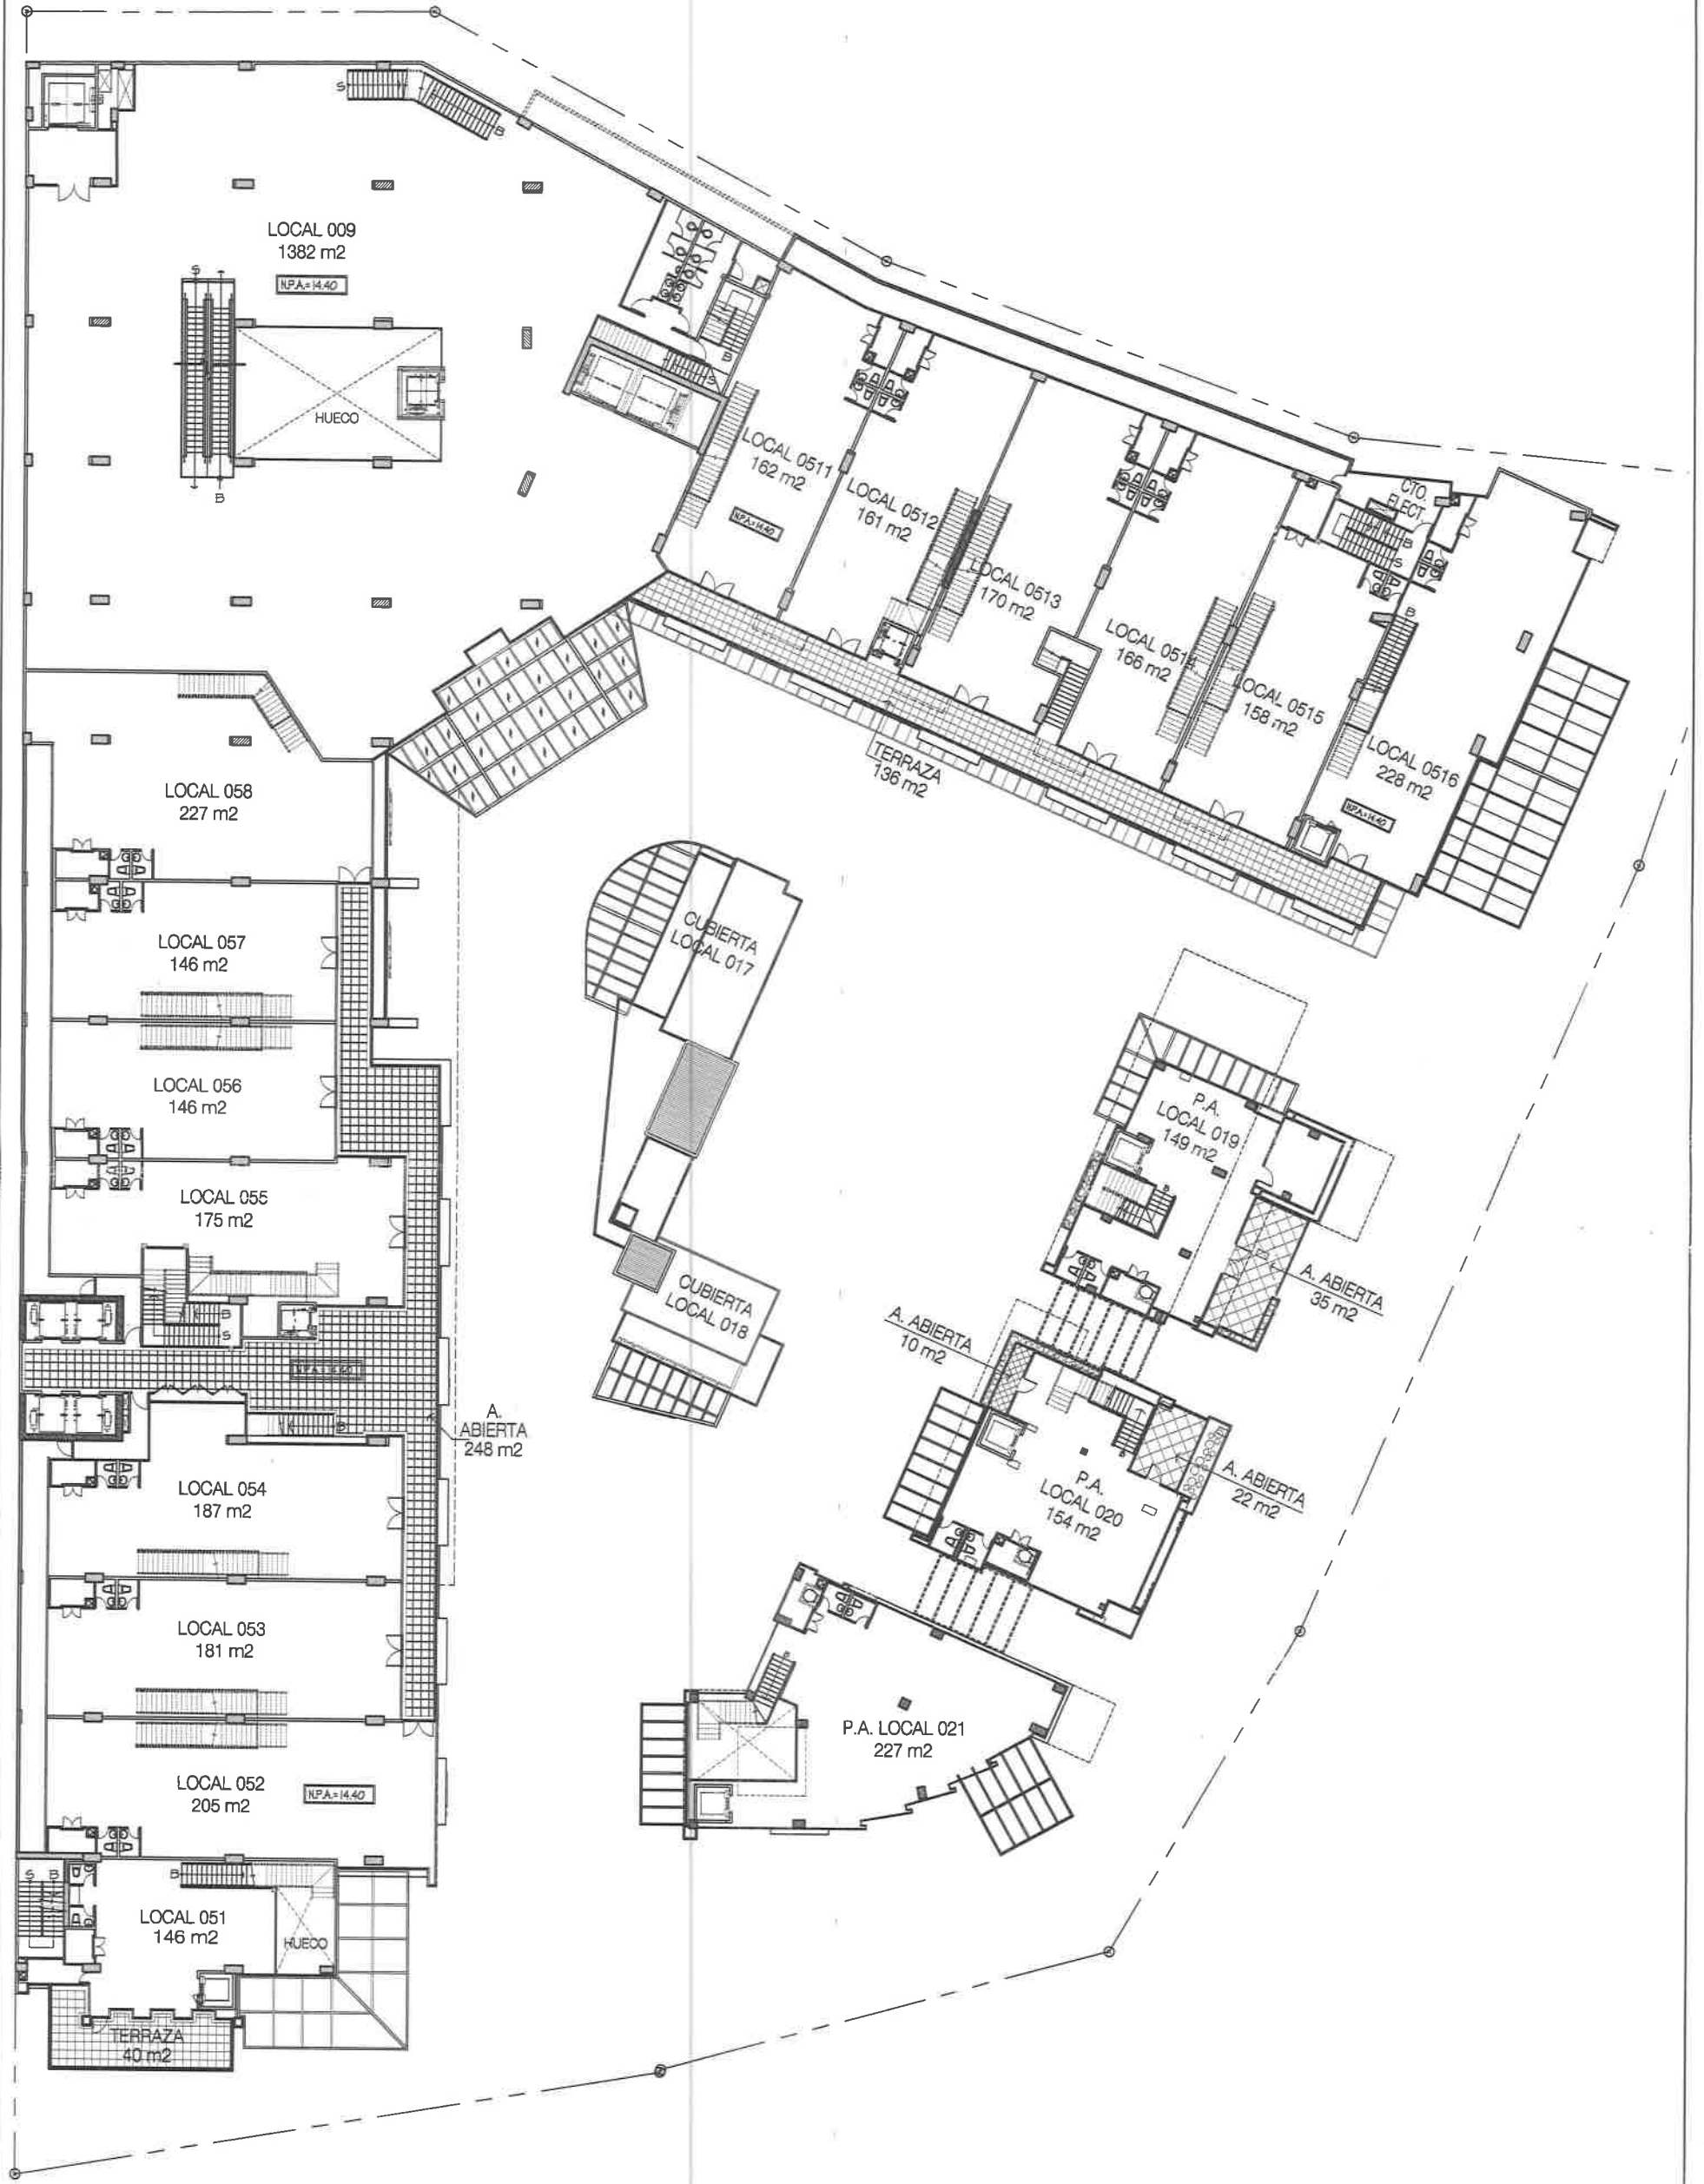 S
B
LOCAL 009
1382 m2
N.P.A.=14.40
S
B
HUECO
B
S
LOCAL 0511
162 m2
N.P.A.=14.40
LOCAL 0512
161 m2
LOCAL 0513
170 m2
LOCAL 0514
166 m2
LOCAL 0515
158 m2
CTO.
ELECT.
B
S
B
LOCAL 0516
228 m2
N.P.A.=14.40
TERRAZA
136 m2
LOCAL 058
227 m2
LOCAL 057
146 m2
LOCAL 056
146 m2
LOCAL 055
175 m2
B
S
N.P.A.=14.40
B
A.
ABIERTA
248 m2
LOCAL 054
187 m2
LOCAL 053
181 m2
LOCAL 052
205 m2
N.P.A.=14.40
S B
B
LOCAL 051
146 m2
HUECO
TERRAZA
40 m2
CUBIERTA
LOCAL 017
CUBIERTA
LOCAL 018
P.A.
LOCAL 019
149 m2
B
A. ABIERTA
35 m2
A. ABIERTA
10 m2
P.A.
LOCAL 020
154 m2
B
A. ABIERTA
22 m2
B
P.A. LOCAL 021
227 m2